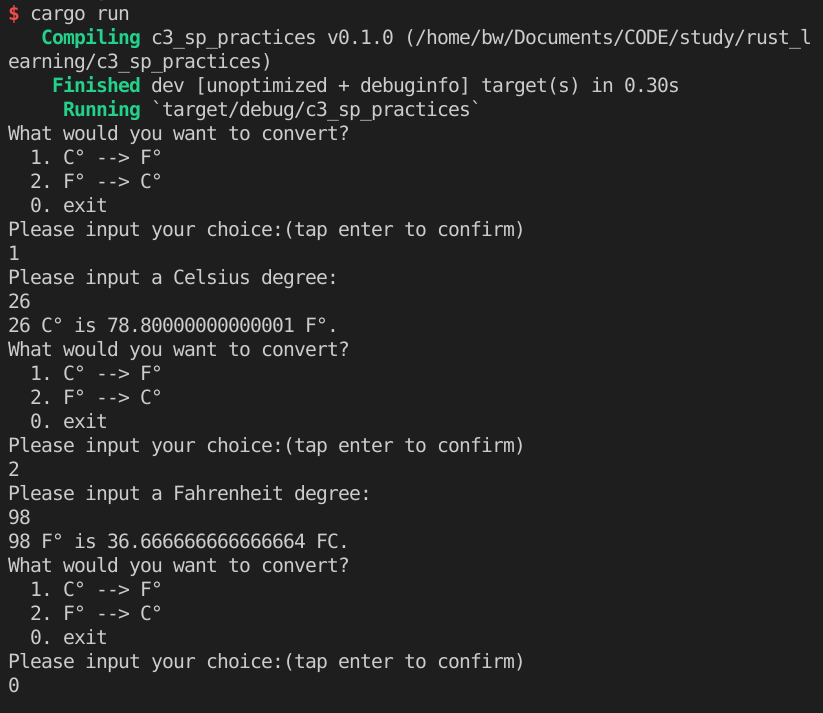 $ cargo run
   Compiling c3_sp_practices v0.1.0 (/home/bw/Documents/CODE/study/rust_l
earning/c3_sp_practices)
    Finished dev [unoptimized + debuginfo] target(s) in 0.30s
     Running `target/debug/c3_sp_practices`
What would you want to convert?
  1. C° --> F°
  2. F° --> C°
  0. exit
Please input your choice:(tap enter to confirm)
1
Please input a Celsius degree:
26
26 C° is 78.80000000000001 F°.
What would you want to convert?
  1. C° --> F°
  2. F° --> C°
  0. exit
Please input your choice:(tap enter to confirm)
2
Please input a Fahrenheit degree:
98
98 F° is 36.666666666666664 FC.
What would you want to convert?
  1. C° --> F°
  2. F° --> C°
  0. exit
Please input your choice:(tap enter to confirm)
0